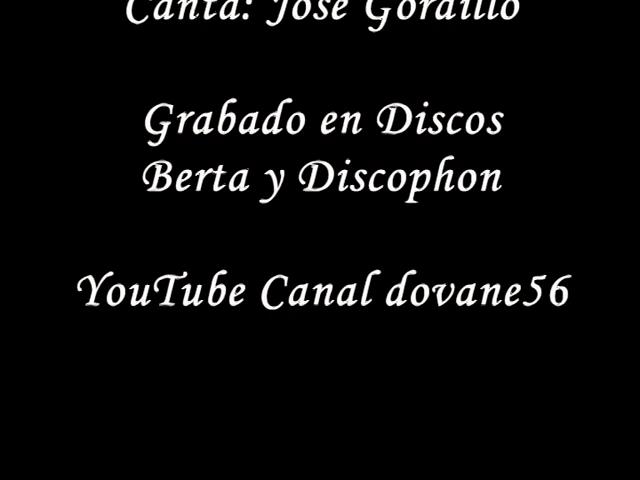 Canta: José Gordillo
Grabado en Discos
Berta y Discophon
YouTube Canal dovane56